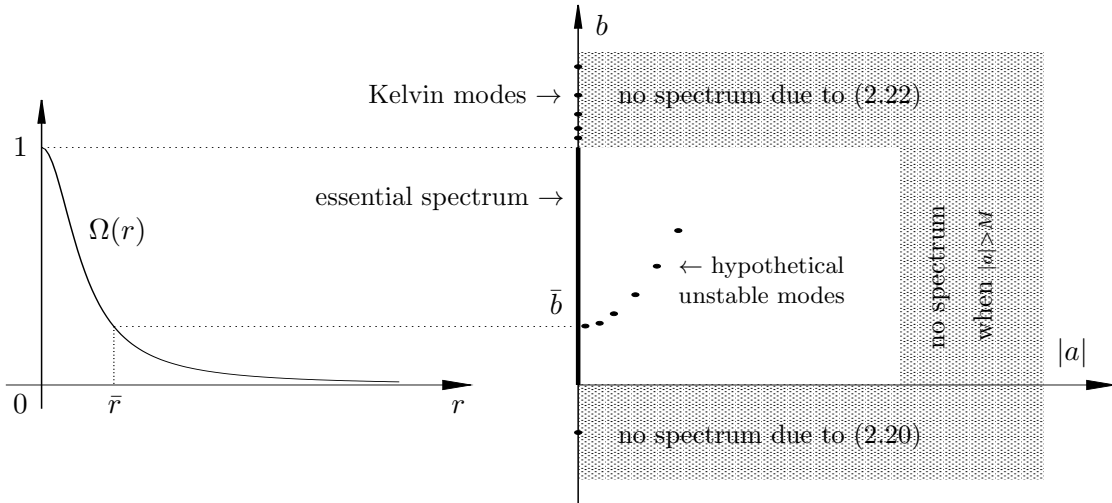 b
Kelvin modes →
no spectrum due to (2.22)
1
essential spectrum →
Ω(r)
no spectrum
when |a|>M
← hypothetical
unstable modes
b̄
|a|
0
r̄
r
no spectrum due to (2.20)